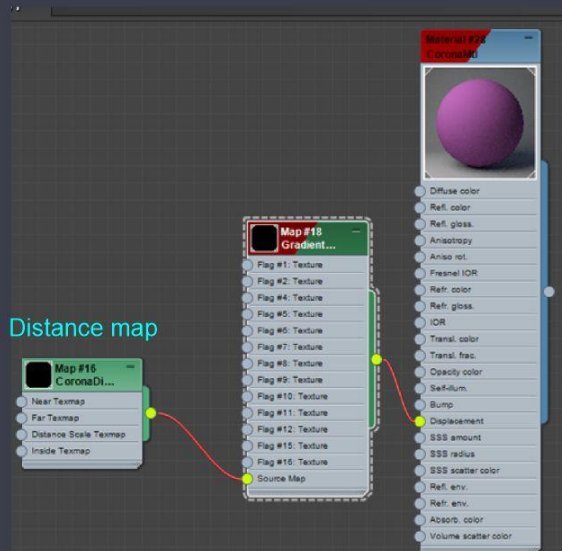 Material #28
CoronaMtl
Diffuse color
Refl. color
Refl. gloss.
Anisotropy
Aniso rot.
Fresnel IOR
Refr. color
Refr. gloss.
IOR
Transl. color
Transl. frac.
Opacity color
Self-illum.
Bump
Displacement
SSS amount
SSS radius
SSS scatter color
Refl. env.
Refr. env.
Absorb. color
Volume scatter color
Map #18
Gradient...
Flag #1: Texture
Flag #2: Texture
Flag #4: Texture
Flag #5: Texture
Flag #6: Texture
Flag #7: Texture
Flag #8: Texture
Flag #9: Texture
Flag #10: Texture
Flag #11: Texture
Flag #12: Texture
Flag #15: Texture
Flag #16: Texture
Source Map
Distance map
Map #16
CoronaDi...
Near Texmap
Far Texmap
Distance Scale Texmap
Inside Texmap